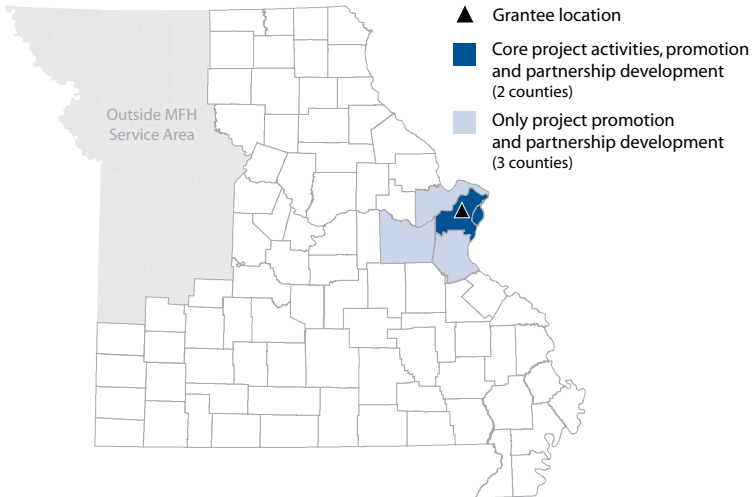 Grantee location
Core project activities, promotion
and partnership development
(2 counties)
Only project promotion
and partnership development
(3 counties)
Outside MFH
Service Area